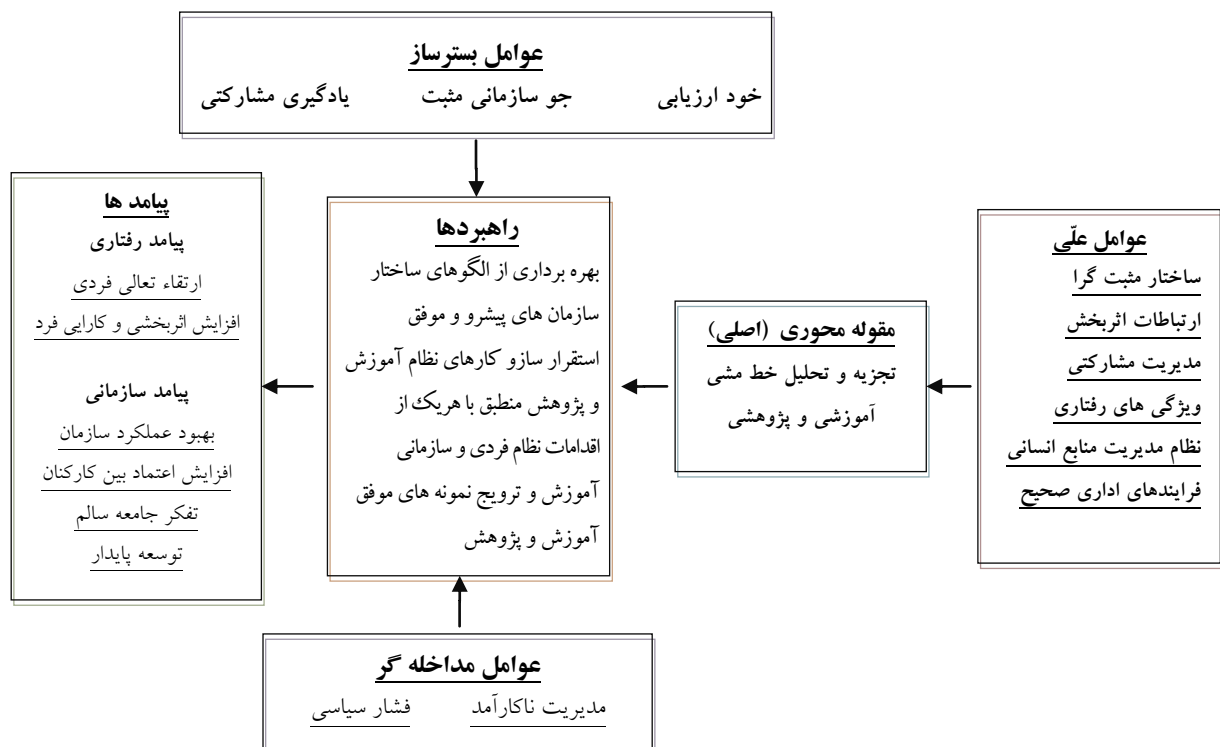 عوامل بسترساز
خود ارزیابی جو سازمانی مثبت یادگیری مشارکتی
عوامل علّی
ساختار مثبت گرا
ارتباطات اثربخش
مدیریت مشارکتی
ویژگی های رفتاری
نظام مدیریت منابع انسانی
فرایندهای اداری صحیح
مقوله محوری (اصلی)
تجزیه و تحلیل خط مشی
آموزشی و پژوهشی
راهبردها
بهره برداری از الگوهای ساختار
سازمان های پیشرو و موفق
استقرار سازو کارهای نظام آموزش
و پژوهش منطبق با هریک از
اقدامات نظام فردی و سازمانی
آموزش و ترویج نمونه های موفق
آموزش و پژوهش
پیامد ها
پیامد رفتاری
ارتقاء تعالی فردی
افزایش اثربخشی و کارایی فرد
پیامد سازمانی
بهبود عملکرد سازمان
افزایش اعتماد بین کارکنان
تفکر جامعه سالم
توسعه پایدار
عوامل مداخله گر
مدیریت ناکارآمد فشار سیاسی